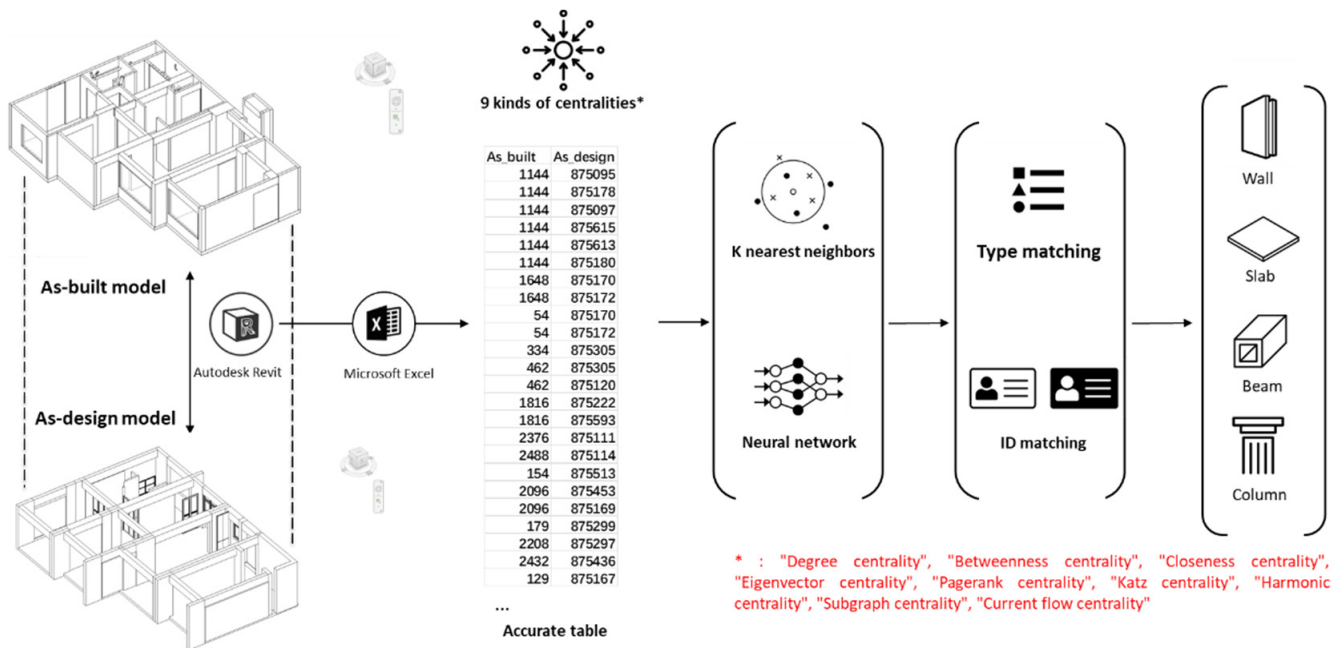 9 kinds of centralities*
As_built As_design
1144 875095
1144 875178
1144 875097
1144 875615
1144 875613
1144 875180
1648 875170
1648 875172
54 875170
54 875172
334 875305
462 875305
462 875120
1816 875222
1816 875593
2376 875111
2488 875114
154 875513
2096 875453
2096 875169
179 875299
2208 875297
2432 875436
129 875167
...
Accurate table
As-built model
R
Autodesk Revit
X
Microsoft Excel
As-design model
K nearest neighbors
Neural network
Type matching
ID matching
Wall
Slab
Beam
Column
* : "Degree centrality", "Betweenness centrality", "Closeness centrality",
"Eigenvector centrality", "Pagerank centrality", "Katz centrality", "Harmonic
centrality", "Subgraph centrality", "Current flow centrality"